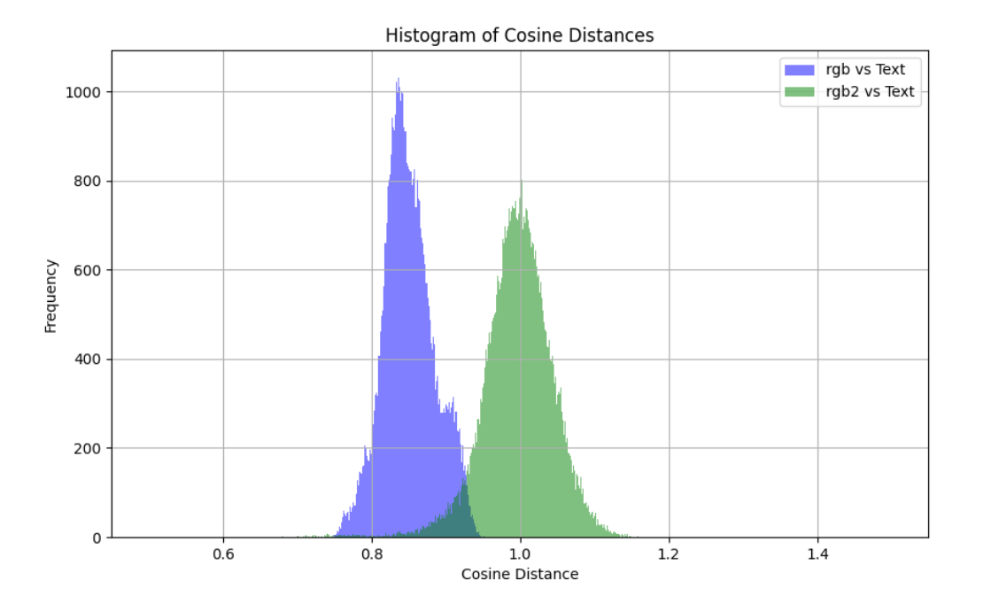 Histogram of Cosine Distances
rgb vs Text
rgb2 vs Text
1000
800
600
400
200
0
Frequency
0.6 0.8 1.0 1.2 1.4
Cosine Distance